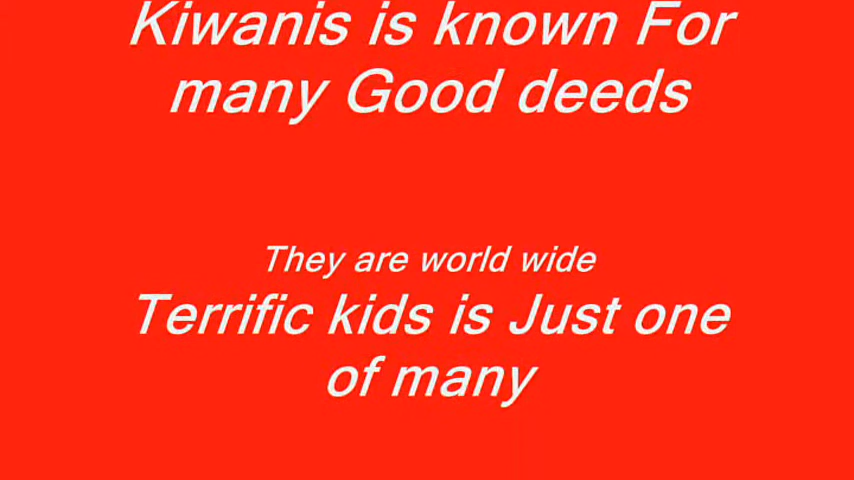 Kiwanis is known For
many Good deeds
They are world wide
Terrific kids is Just one
of many